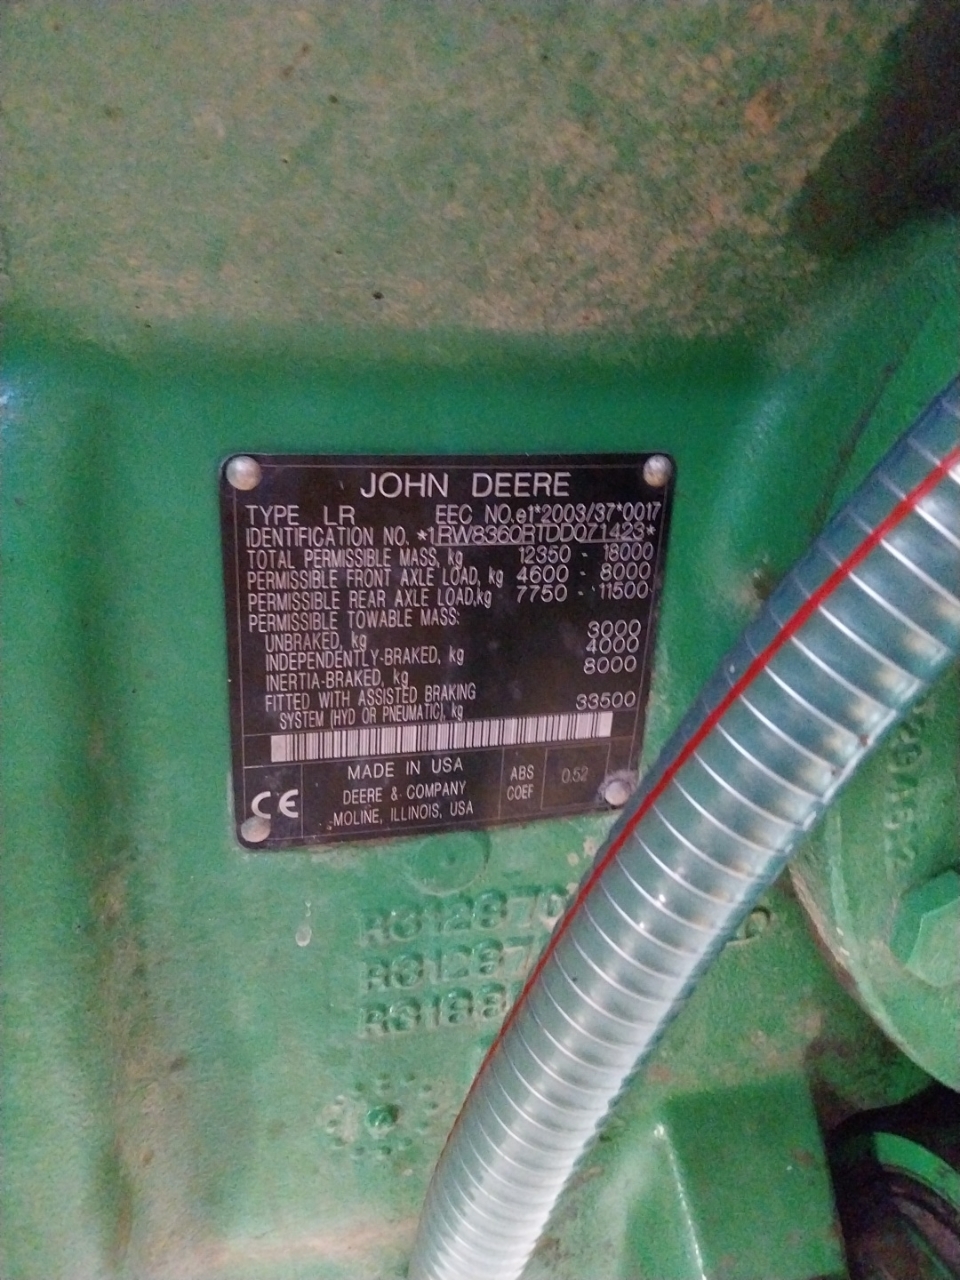 JOHN DEERE
TYPE LR EEC NO.e1*2003/37*0017
IDENTIFICATION NO. *1RW8360RTDD071423*
TOTAL PERMISSIBLE MASS, kg 12350 - 18000
PERMISSIBLE FRONT AXLE LOAD, kg 4600 - 8000
PERMISSIBLE REAR AXLE LOAD,kg 7750 - 11500
PERMISSIBLE TOWABLE MASS:
UNBRAKED, kg 3000
INDEPENDENTLY-BRAKED, kg 4000
INERTIA-BRAKED, kg 8000
FITTED WITH ASSISTED BRAKING
SYSTEM (HYD OR PNEUMATIC), kg 33500
CE
MADE IN USA
DEERE & COMPANY
MOLINE, ILLINOIS, USA
ABS
COEF
0.52